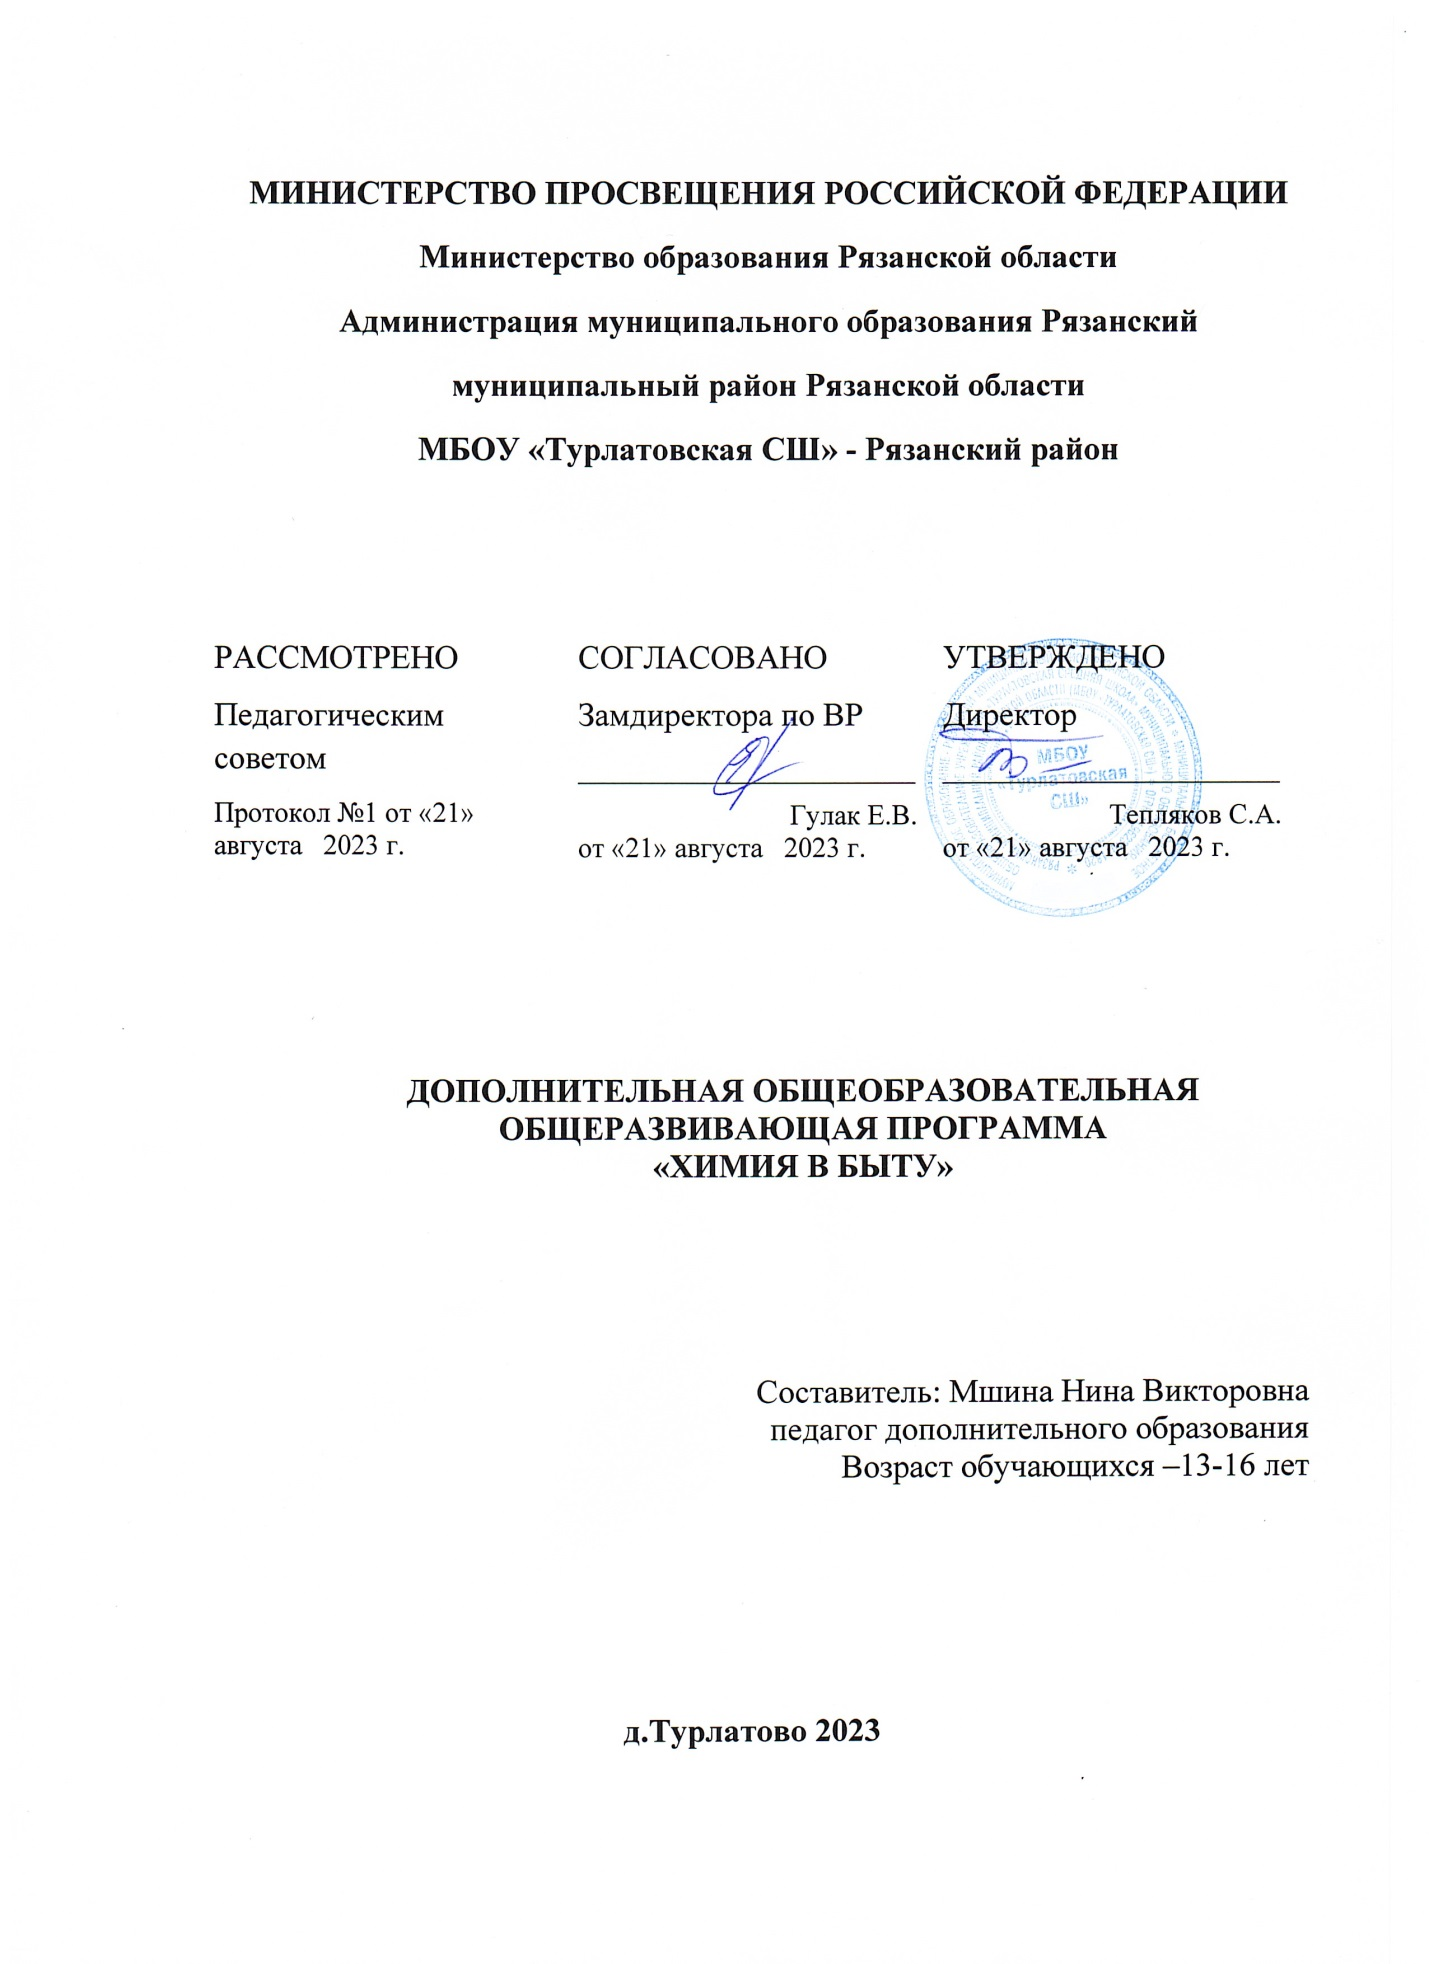 МИНИСТЕРСТВО ПРОСВЕЩЕНИЯ РОССИЙСКОЙ ФЕДЕРАЦИИ
Министерство образования Рязанской области
Администрация муниципального образования Рязанский
муниципальный район Рязанской области
МБОУ «Турлатовская СШ» - Рязанский район
РАССМОТРЕНО
Педагогическим
советом
Протокол №1 от «21»
августа 2023 г.
СОГЛАСОВАНО
Замдиректора по ВР
Гулак Е.В.
от «21» августа 2023 г.
УТВЕРЖДЕНО
Директор
МБОУ
«Турлатовская
СШ»
Тепляков С.А.
от «21» августа 2023 г.
ДОПОЛНИТЕЛЬНАЯ ОБЩЕОБРАЗОВАТЕЛЬНАЯ
ОБЩЕРАЗВИВАЮЩАЯ ПРОГРАММА
«ХИМИЯ В БЫТУ»
Составитель: Мшина Нина Викторовна
педагог дополнительного образования
Возраст обучающихся –13-16 лет
д.Турлатово 2023